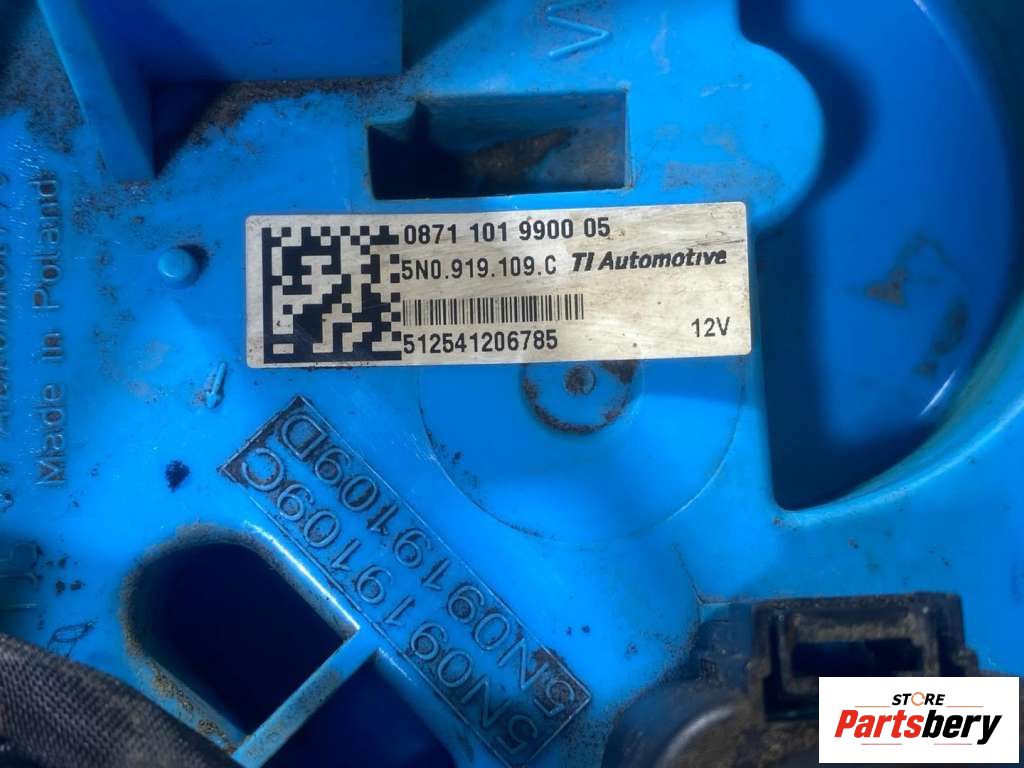 0871 101 9900 05
5N0.919.109.C TI Automotive
512541206785
12V
Made in Poland
5N0919109C
5N0919109D
STORE
Partsbery